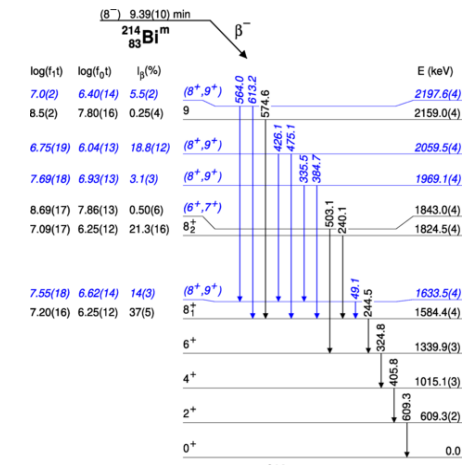 (8⁻) 9.39(10) min
²¹⁴₈₃Biᵐ
β⁻
log(f₁t) log(f₀t) Iᵦ(%) E (keV)
7.0(2) 6.40(14) 5.5(2) (8⁺,9⁺) 564.0 613.2 2197.6(4)
8.5(2) 7.80(16) 0.25(4) 9 574.6 2159.0(4)
6.75(19) 6.04(13) 18.8(12) (8⁺,9⁺) 426.1 475.1 2059.5(4)
7.69(18) 6.93(13) 3.1(3) (8⁺,9⁺) 335.5 384.7 1969.1(4)
8.69(17) 7.86(13) 0.50(6) (6⁺,7⁺) 503.1 240.1 1843.0(4)
7.09(17) 6.25(12) 21.3(16) 8₂⁺ 1824.5(4)
7.55(18) 6.62(14) 14(3) (8⁺,9⁺) 49.1 1633.5(4)
7.20(16) 6.25(12) 37(5) 8₁⁺ 244.5 1584.4(4)
6⁺ 324.8 1339.9(3)
4⁺ 405.8 1015.1(3)
2⁺ 609.3 609.3(2)
0⁺ 0.0